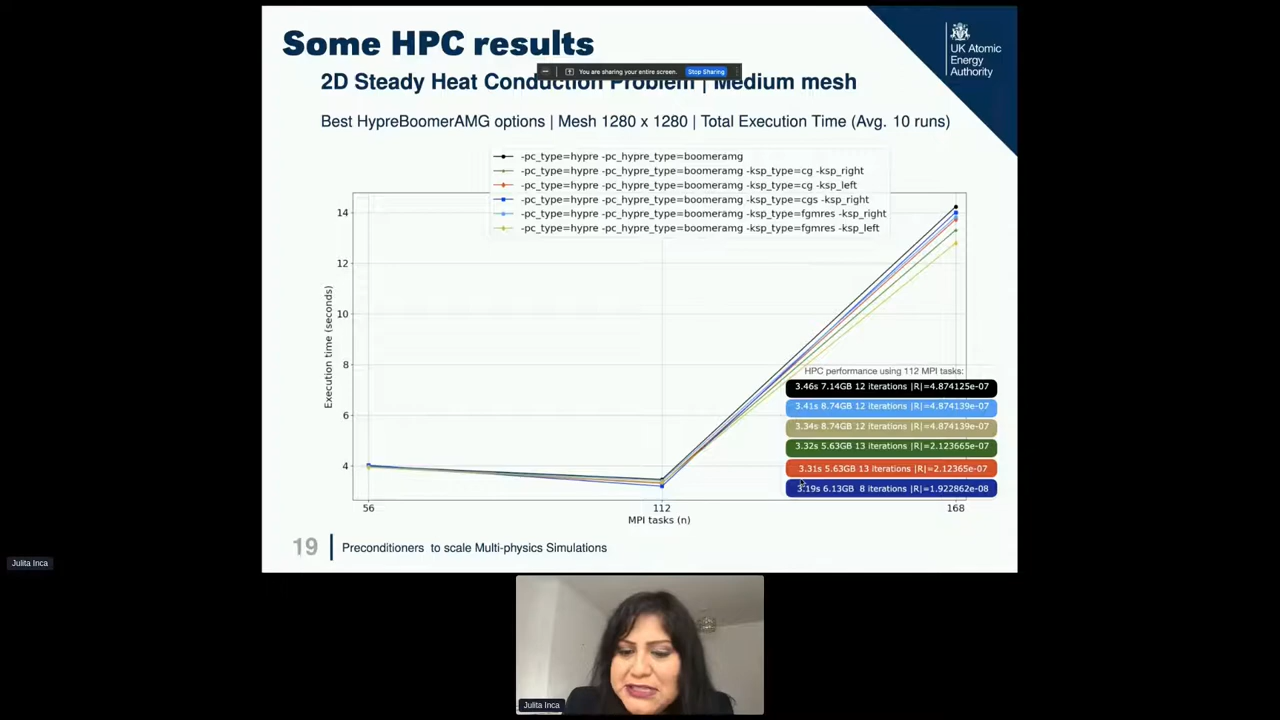 Some HPC results
UK Atomic
Energy
Authority
You are sharing your entire screen. Stop Sharing
2D Steady Heat Conduction Problem | Medium mesh
Best HypreBoomerAMG options | Mesh 1280 x 1280 | Total Execution Time (Avg. 10 runs)
-pc_type=hypre -pc_hypre_type=boomeramg
-pc_type=hypre -pc_hypre_type=boomeramg -ksp_type=cg -ksp_right
-pc_type=hypre -pc_hypre_type=boomeramg -ksp_type=cg -ksp_left
-pc_type=hypre -pc_hypre_type=boomeramg -ksp_type=cgs -ksp_right
-pc_type=hypre -pc_hypre_type=boomeramg -ksp_type=fgmres -ksp_right
-pc_type=hypre -pc_hypre_type=boomeramg -ksp_type=fgmres -ksp_left
14
12
10
8
6
4
Execution time (seconds)
HPC performance using 112 MPI tasks:
3.46s 7.14GB 12 iterations |R|=4.874125e-07
3.41s 8.74GB 12 iterations |R|=4.874139e-07
3.34s 8.74GB 12 iterations |R|=4.874139e-07
3.32s 5.63GB 13 iterations |R|=2.123665e-07
3.31s 5.63GB 13 iterations |R|=2.12365e-07
3.19s 6.13GB 8 iterations |R|=1.922862e-08
56 112 168
MPI tasks (n)
19 Preconditioners to scale Multi-physics Simulations
Julita Inca
Julita Inca